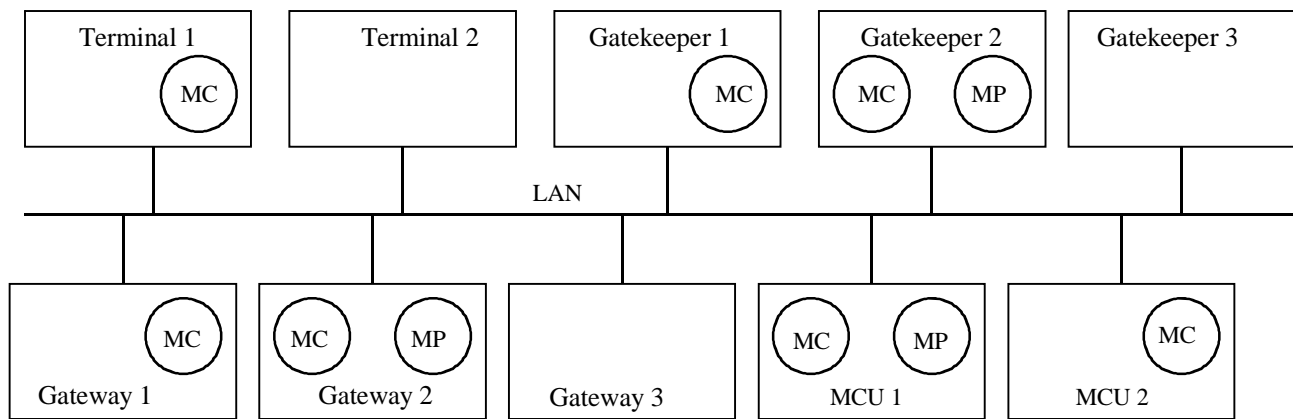 Terminal 1
MC
Terminal 2
Gatekeeper 1
MC
Gatekeeper 2
MC
MP
Gatekeeper 3
LAN
MC
Gateway 1
MC
MP
Gateway 2
Gateway 3
MC
MP
MCU 1
MC
MCU 2